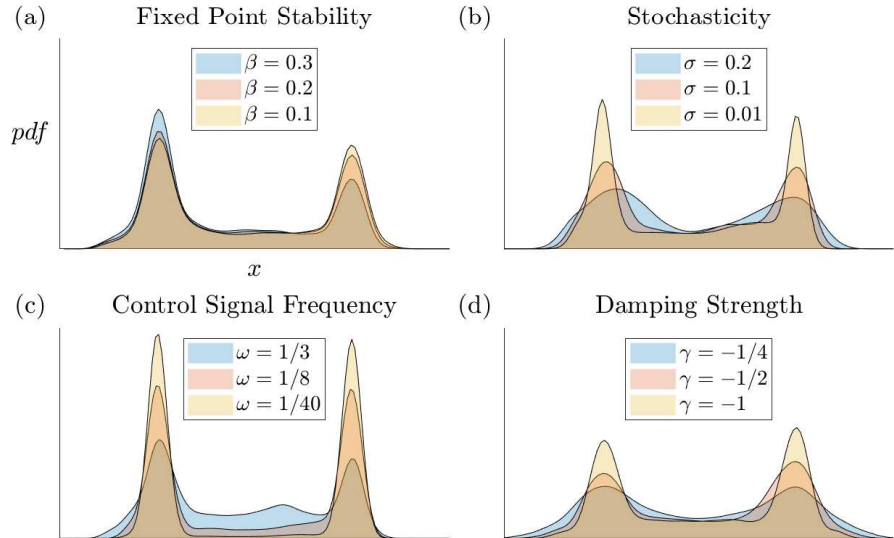 (a) Fixed Point Stability
β = 0.3
β = 0.2
β = 0.1
pdf
x
(b) Stochasticity
σ = 0.2
σ = 0.1
σ = 0.01
(c) Control Signal Frequency
ω = 1/3
ω = 1/8
ω = 1/40
(d) Damping Strength
γ = −1/4
γ = −1/2
γ = −1